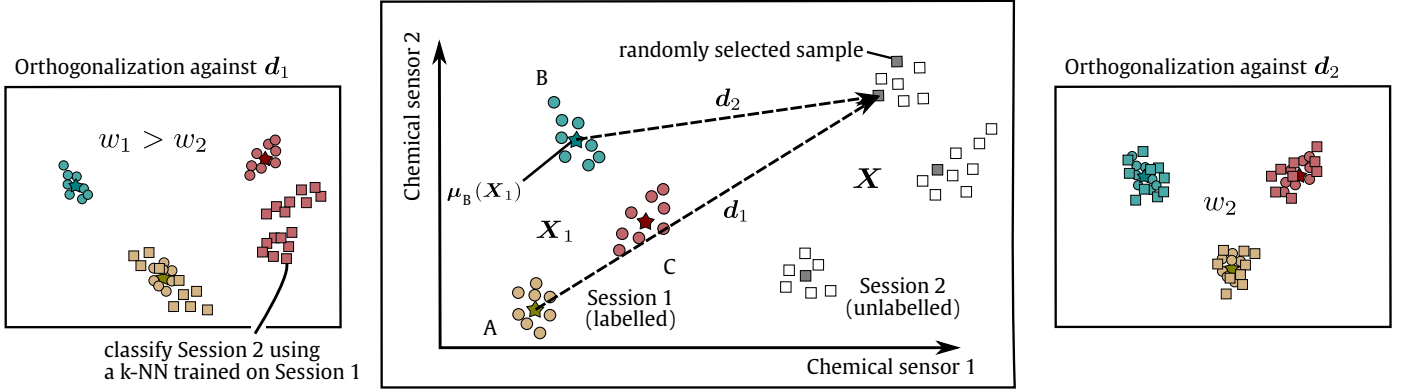 Orthogonalization against d₁
w₁ > w₂
classify Session 2 using
a k-NN trained on Session 1
Chemical sensor 2
randomly selected sample
B
d₂
μ_B(X₁)
X
d₁
X₁
C
Session 1
(labelled)
Session 2
(unlabelled)
A
Chemical sensor 1
Orthogonalization against d₂
w₂